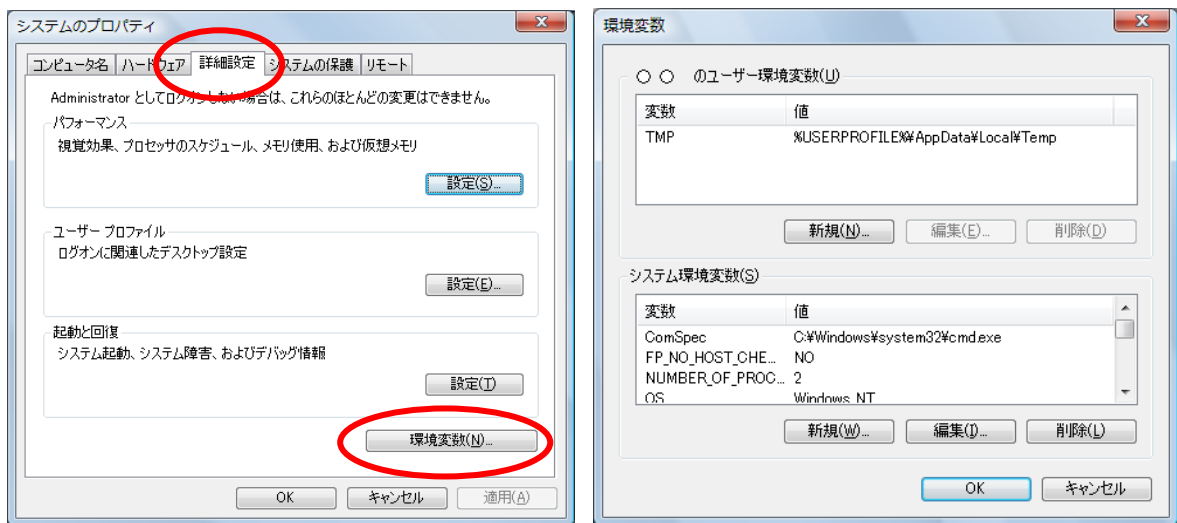 システムのプロパティ
コンピュータ名 ハードウェア 詳細設定 システムの保護 リモート
Administrator としてログオンしない場合は、これらのほとんどの変更はできません。
パフォーマンス
視覚効果、プロセッサのスケジュール、メモリ使用、および仮想メモリ
設定(S)...
ユーザー プロファイル
ログオンに関連したデスクトップ設定
設定(E)...
起動と回復
システム起動、システム障害、およびデバッグ情報
設定(T)
環境変数(N)...
OK キャンセル 適用(A)
環境変数
○ ○ のユーザー環境変数(U)
変数 値
TMP %USERPROFILE%¥AppData¥Local¥Temp
新規(N)... 編集(E)... 削除(D)
システム環境変数(S)
変数 値
ComSpec C:¥Windows¥system32¥cmd.exe
FP_NO_HOST_CHE... NO
NUMBER_OF_PROC... 2
OS Windows_NT
新規(W)... 編集(I)... 削除(L)
OK キャンセル